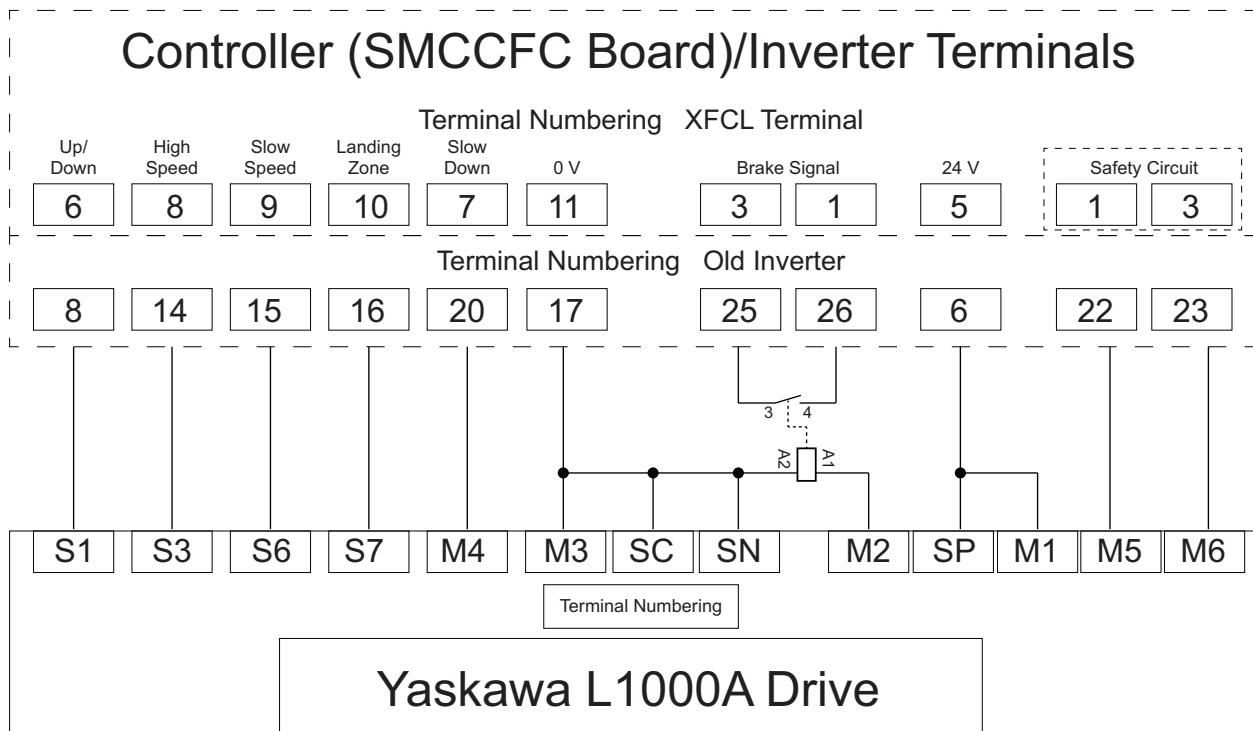 Controller (SMCCFC Board)/Inverter Terminals
Terminal Numbering XFCL Terminal
Up/ High Slow Landing Slow
Down Speed Speed Zone Down 0 V Brake Signal 24 V Safety Circuit
6 8 9 10 7 11 3 1 5 1 3
Terminal Numbering Old Inverter
8 14 15 16 20 17 25 26 6 22 23
3 4
A2 A1
S1 S3 S6 S7 M4 M3 SC SN M2 SP M1 M5 M6
Terminal Numbering
Yaskawa L1000A Drive